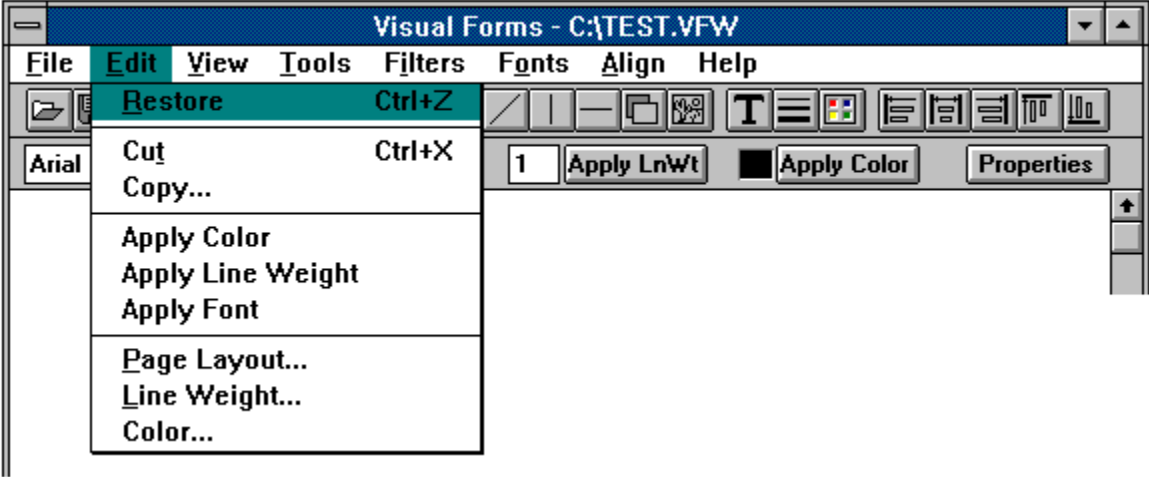 Visual Forms - C:\TEST.VFW
File Edit View Tools Filters Fonts Align Help
Restore Ctrl+Z
T
Cut Ctrl+X
Arial 1 Apply LnWt Apply Color Properties
Copy...
Apply Color
Apply Line Weight
Apply Font
Page Layout...
Line Weight...
Color...